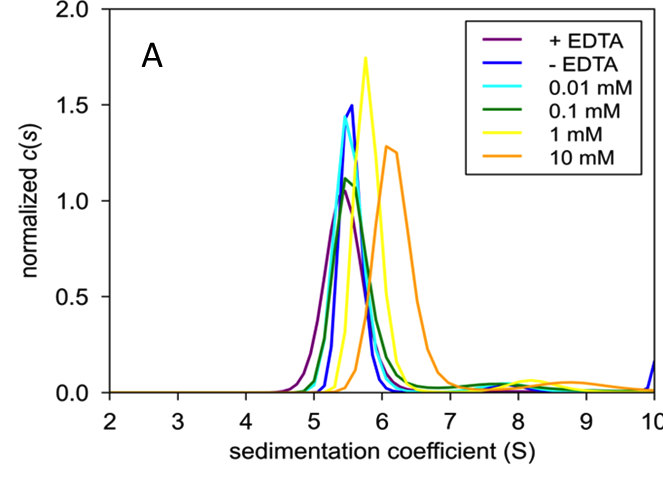 2.0
1.5
1.0
0.5
0.0
normalized c(s)
A
+ EDTA
- EDTA
0.01 mM
0.1 mM
1 mM
10 mM
2 3 4 5 6 7 8 9 10
sedimentation coefficient (S)